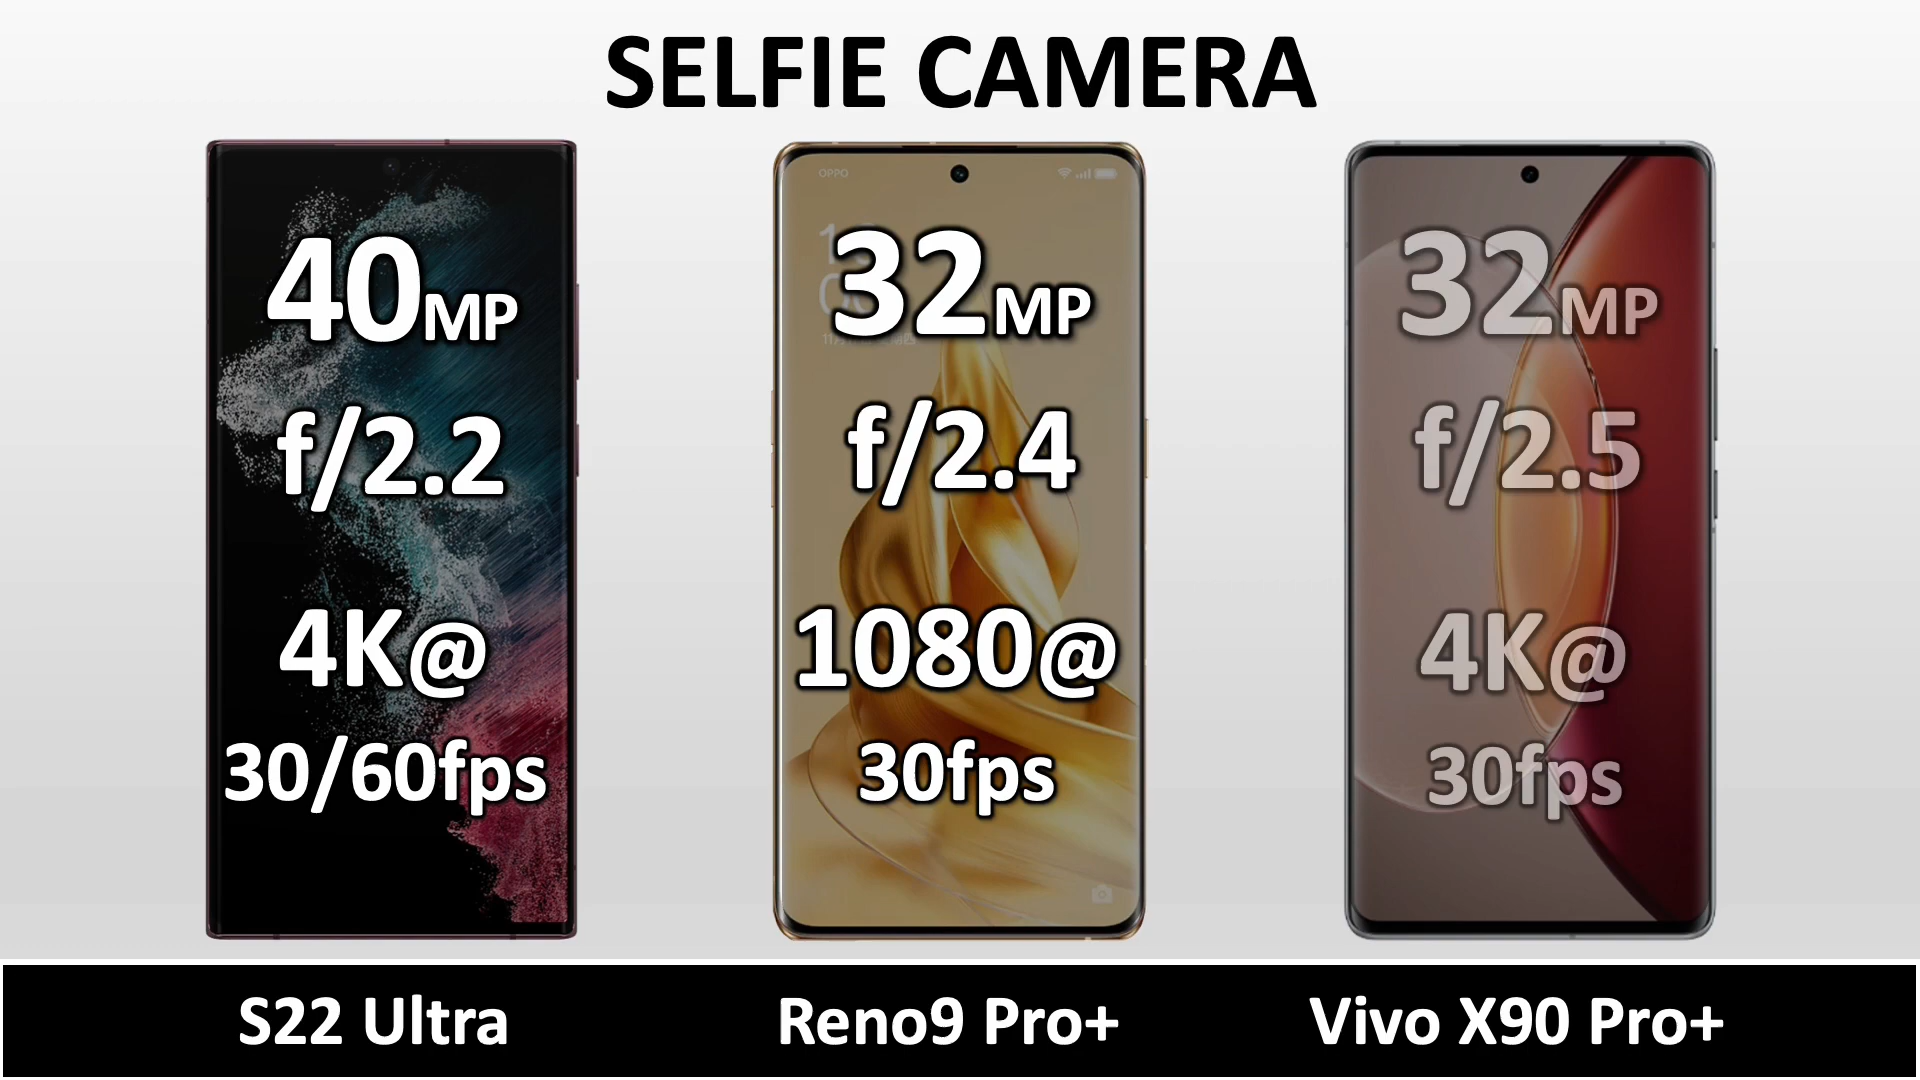 SELFIE CAMERA
OPPO
40MP
f/2.2
4K@
30/60fps
32MP
f/2.4
1080@
30fps
32MP
f/2.5
4K@
30fps
S22 Ultra
Reno9 Pro+
Vivo X90 Pro+